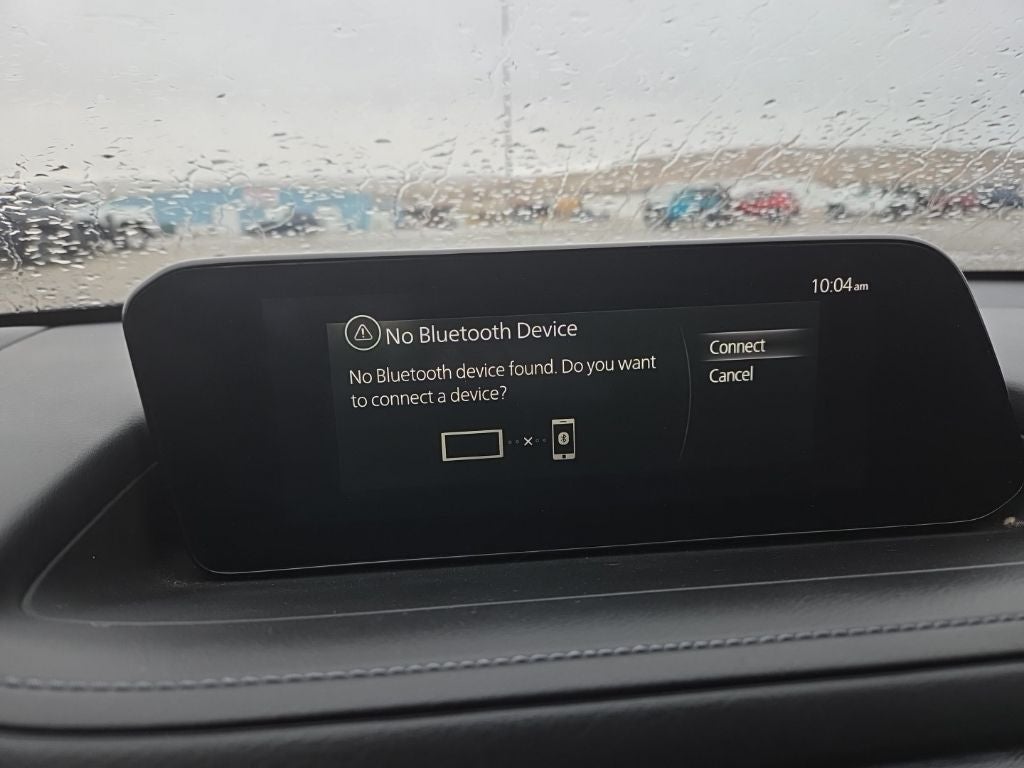 10:04am
No Bluetooth Device
No Bluetooth device found. Do you want
to connect a device?
Connect
Cancel